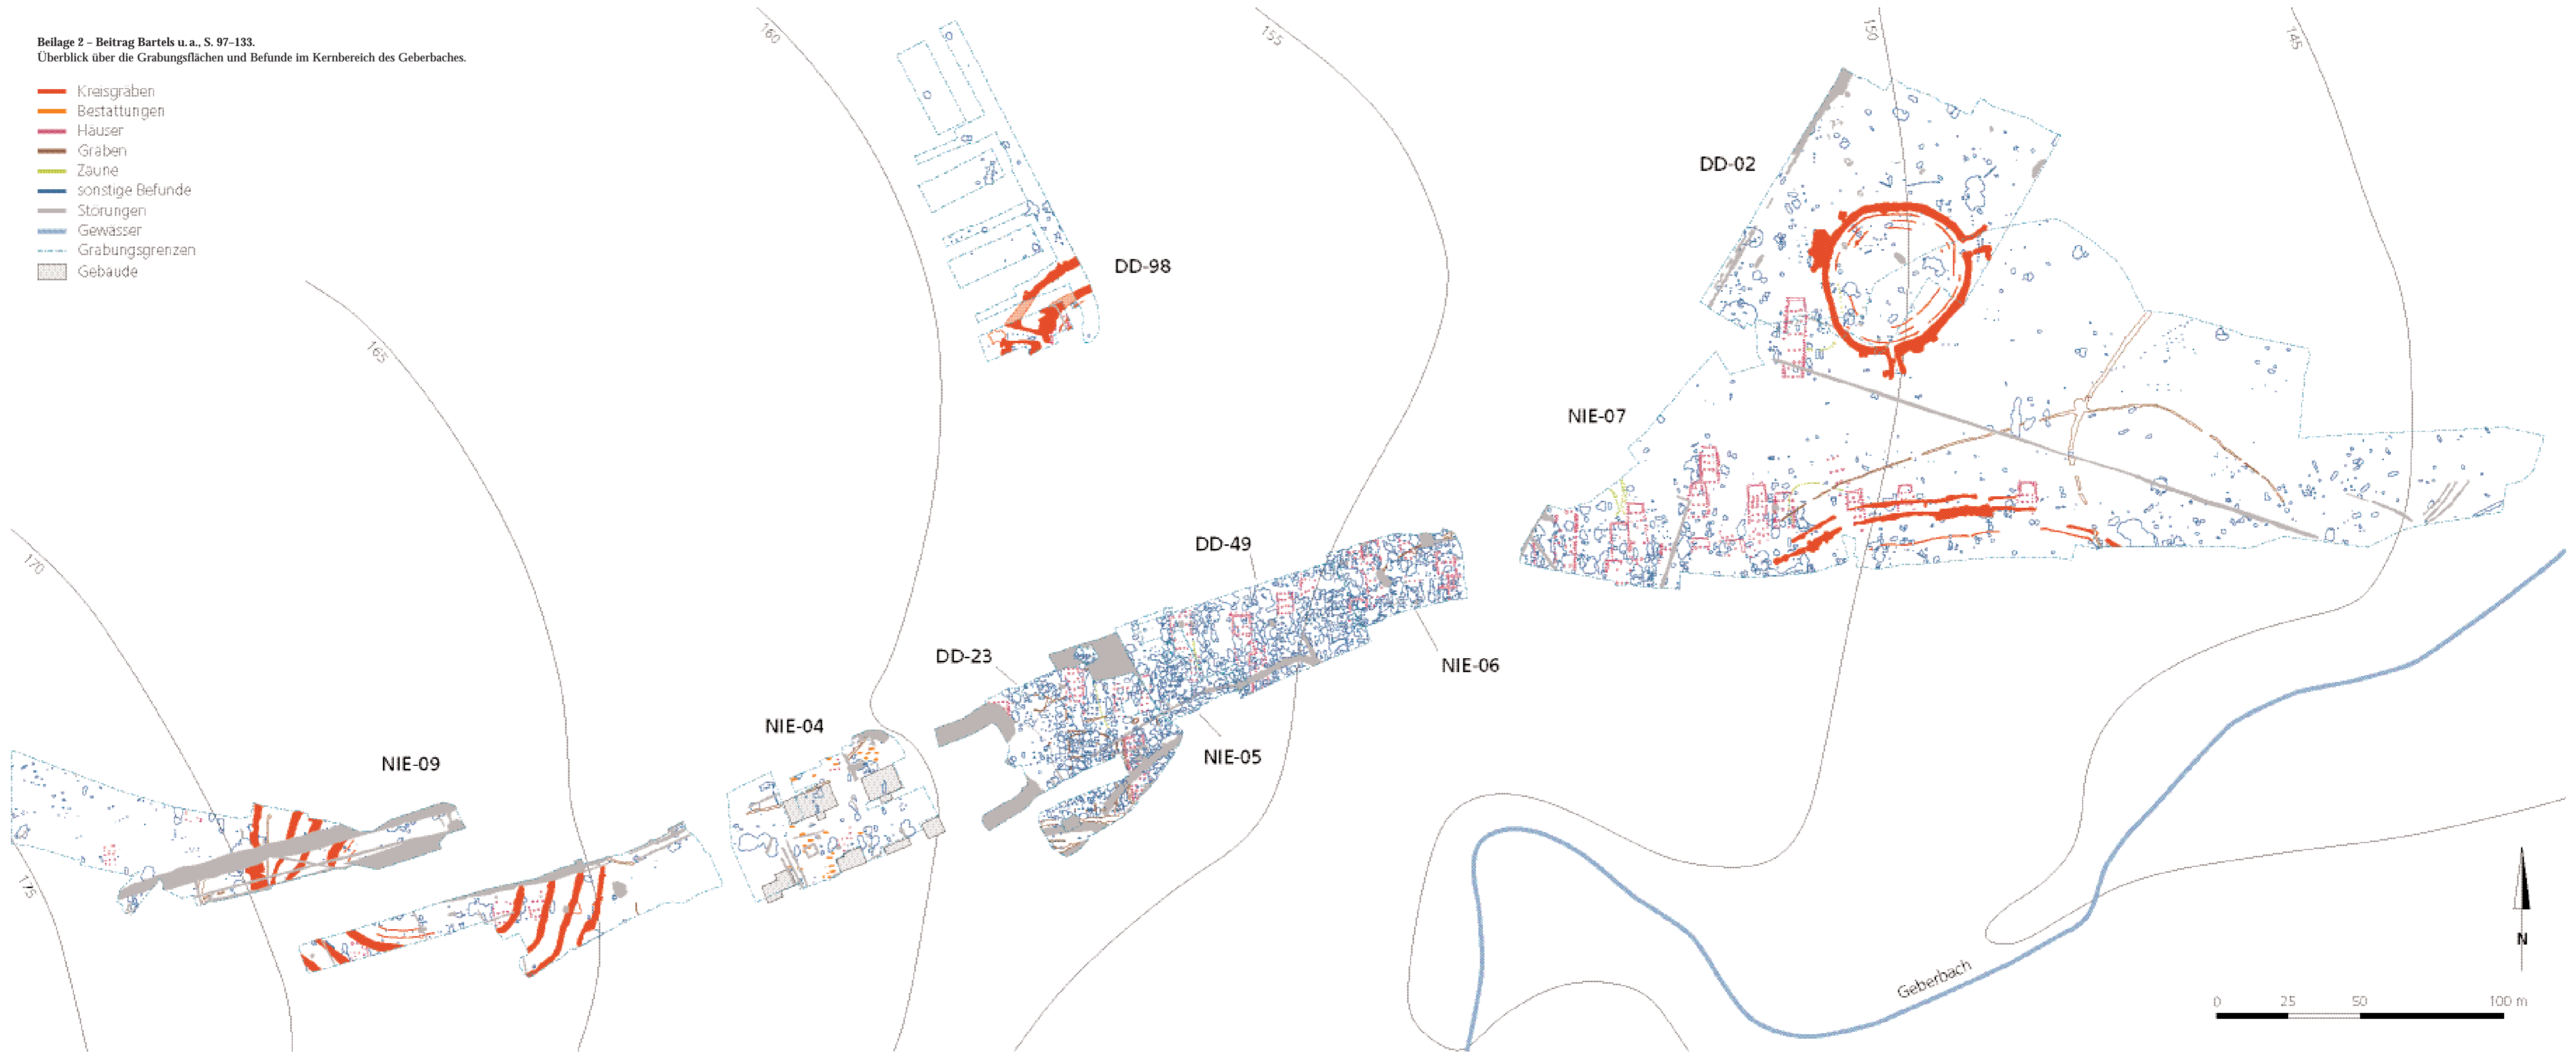 Beilage 2 – Beitrag Bartels u. a., S. 97–133.
Überblick über die Grabungsflächen und Befunde im Kernbereich des Geberbaches.
Kreisgräben
Bestattungen
Häuser
Gräben
Zäune
sonstige Befunde
Störungen
Gewässer
Grabungsgrenzen
Gebäude
160
155
150
145
165
170
175
DD-02
DD-98
NIE-07
DD-49
DD-23
NIE-06
NIE-04
NIE-05
NIE-09
Geberbach
N
0 25 50 100 m